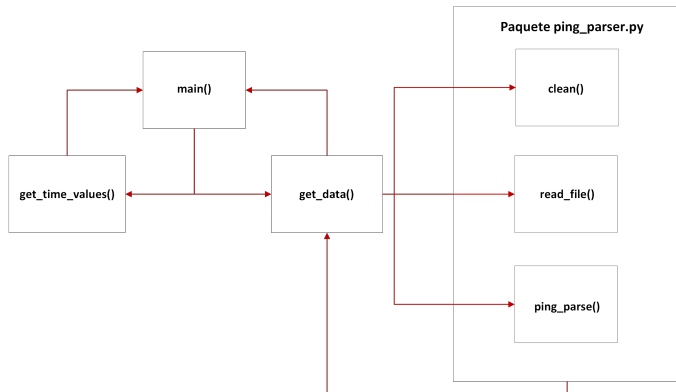 Paquete ping_parser.py
main()
clean()
get_time_values()
get_data()
read_file()
ping_parse()